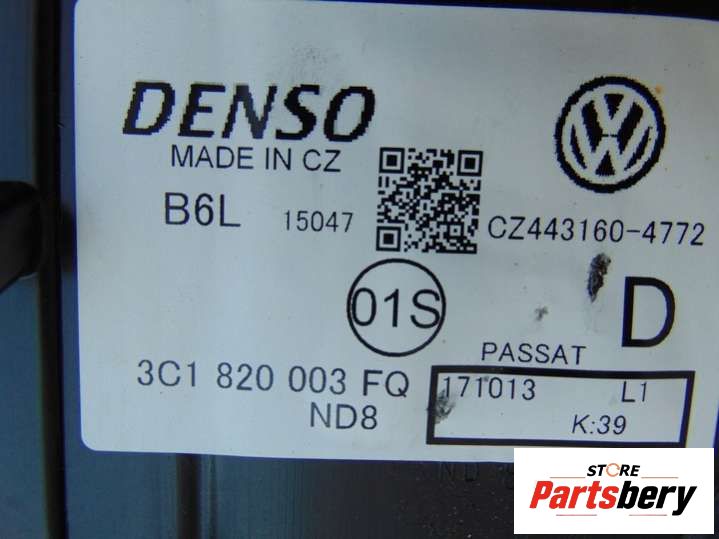 DENSO
MADE IN CZ
B6L 15047
CZ443160-4772
01S
D
PASSAT
3C1 820 003 FQ
171013 L1
ND8
K:39
STORE
Partsbery